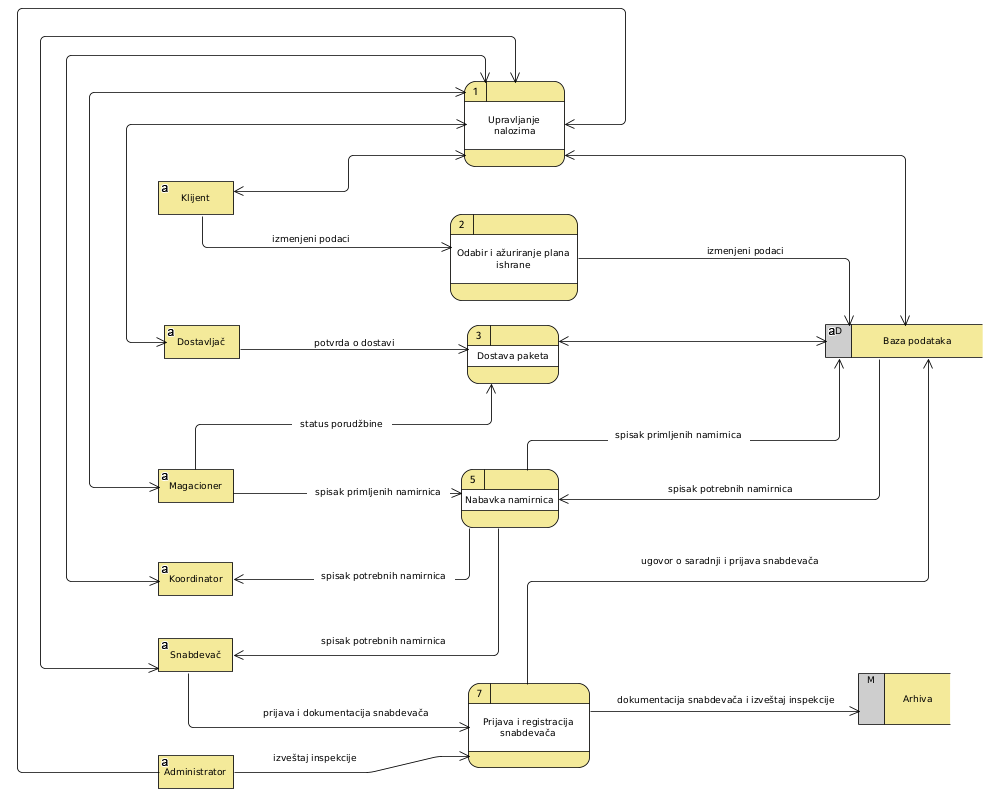 1
Upravljanje
nalozima
a
Klijent
2
izmenjeni podaci
Odabir i ažuriranje plana
ishrane
izmenjeni podaci
a
Dostavljač
potvrda o dostavi
3
Dostava paketa
aD
Baza podataka
status porudžbine
spisak primljenih namirnica
a
Magacioner
spisak primljenih namirnica
5
Nabavka namirnica
spisak potrebnih namirnica
ugovor o saradnji i prijava snabdevača
a
Koordinator
spisak potrebnih namirnica
a
Snabdevač
spisak potrebnih namirnica
7
Prijava i registracija
snabdevača
dokumentacija snabdevača i izveštaj inspekcije
M
Arhiva
prijava i dokumentacija snabdevača
izveštaj inspekcije
a
Administrator